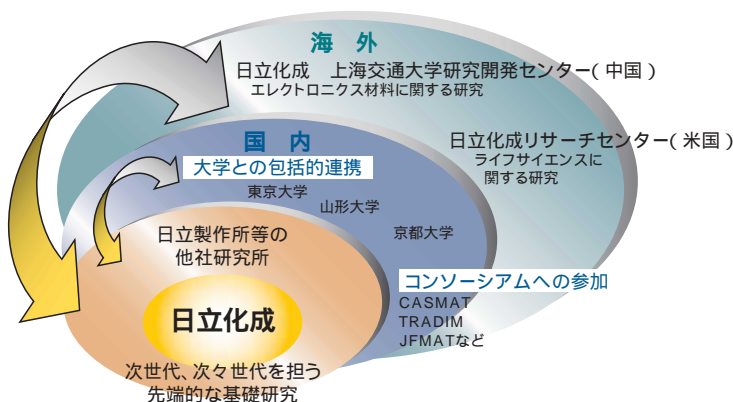 海　外
日立化成　上海交通大学研究開発センター(中国)
エレクトロニクス材料に関する研究
国　内
大学との包括的連携
日立化成リサーチセンター(米国)
ライフサイエンスに
関する研究
東京大学
山形大学
京都大学
日立製作所等の
他社研究所
コンソーシアムへの参加
CASMAT
TRADIM
JFMATなど
日立化成
次世代、次々世代を担う
先端的な基礎研究